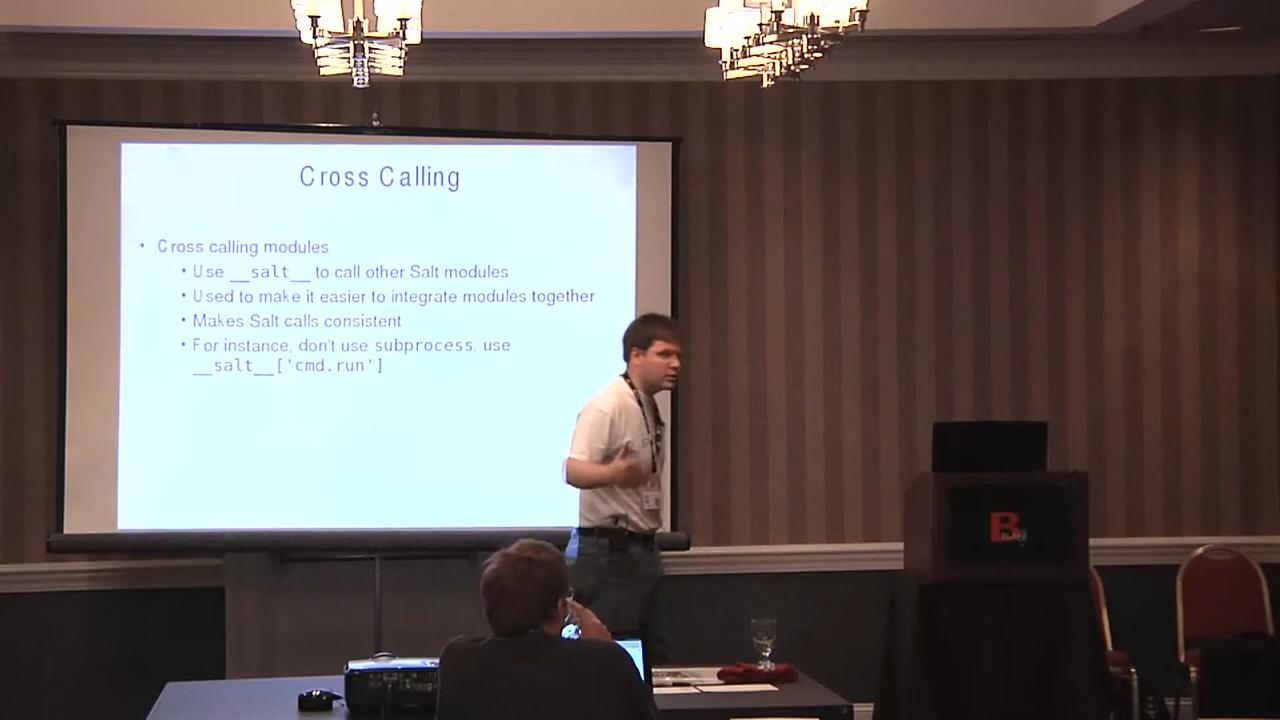 Cross Calling
• Cross calling modules
• Use __salt__ to call other Salt modules
• Used to make it easier to integrate modules together
• Makes Salt calls consistent
• For instance, don't use subprocess, use
__salt__['cmd.run']
B
BLAKE